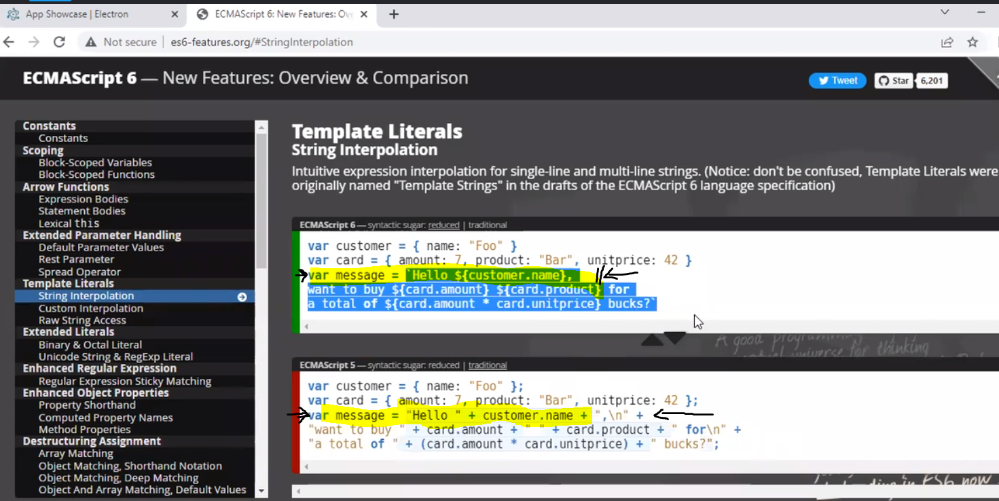 App Showcase | Electron
ECMAScript 6: New Features: Ov
Not secure | es6-features.org/#StringInterpolation
ECMAScript 6 — New Features: Overview & Comparison
Tweet
Star
6,201
Constants
Constants
Scoping
Block-Scoped Variables
Block-Scoped Functions
Arrow Functions
Expression Bodies
Statement Bodies
Lexical this
Extended Parameter Handling
Default Parameter Values
Rest Parameter
Spread Operator
Template Literals
String Interpolation
Custom Interpolation
Raw String Access
Extended Literals
Binary & Octal Literal
Unicode String & RegExp Literal
Enhanced Regular Expression
Regular Expression Sticky Matching
Enhanced Object Properties
Property Shorthand
Computed Property Names
Method Properties
Destructuring Assignment
Array Matching
Object Matching, Shorthand Notation
Object Matching, Deep Matching
Object And Array Matching, Default Values
Template Literals
String Interpolation
Intuitive expression interpolation for single-line and multi-line strings. (Notice: don't be confused, Template Literals were
originally named "Template Strings" in the drafts of the ECMAScript 6 language specification)
ECMAScript 6 — syntactic sugar: reduced | traditional
var customer = { name: "Foo" }
var card = { amount: 7, product: "Bar", unitprice: 42 }
var message = `Hello ${customer.name},
want to buy ${card.amount} ${card.product} for
a total of ${card.amount * card.unitprice} bucks?`
A good
universe for thinking
ECMAScript 5 — syntactic sugar: reduced | traditional
var customer = { name: "Foo" };
var card = { amount: 7, product: "Bar", unitprice: 42 };
var message = "Hello " + customer.name + ",\n" +
"want to buy " + card.amount + " " + card.product + " for\n" +
"a total of " + (card.amount * card.unitprice) + " bucks?";
in ES6 now